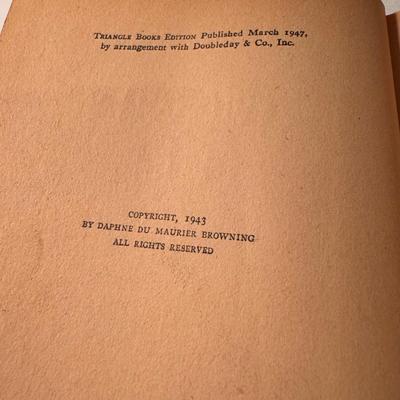 Triangle Books Edition Published March 1947,
by arrangement with Doubleday & Co., Inc.
COPYRIGHT, 1943
BY DAPHNE DU MAURIER BROWNING
ALL RIGHTS RESERVED